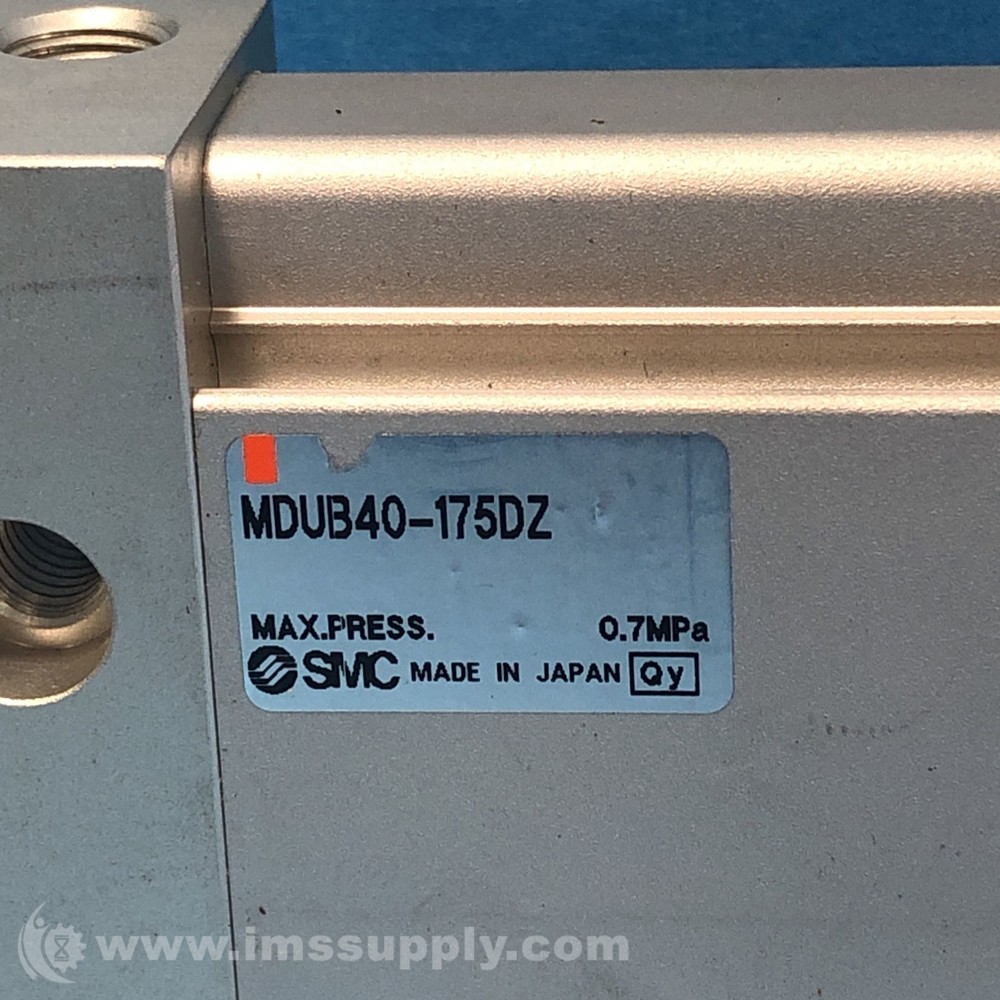 MDUB40-175DZ
MAX.PRESS. 0.7MPa
SMC MADE IN JAPAN Qy
www.imssupply.com